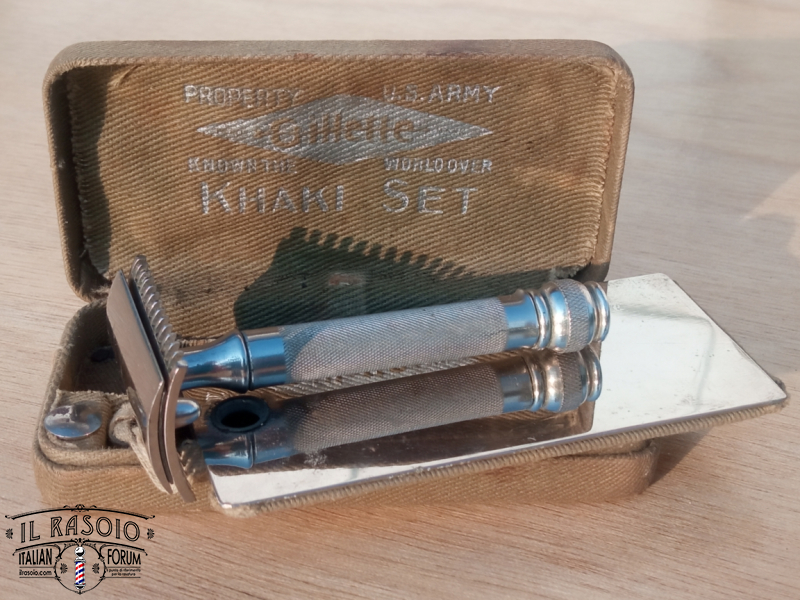 PROPERTY U.S. ARMY
Gillette
KNOWN THE WORLD OVER
KHAKI SET
IL RASOIO
ITALIAN FORUM
ilrasoio.com